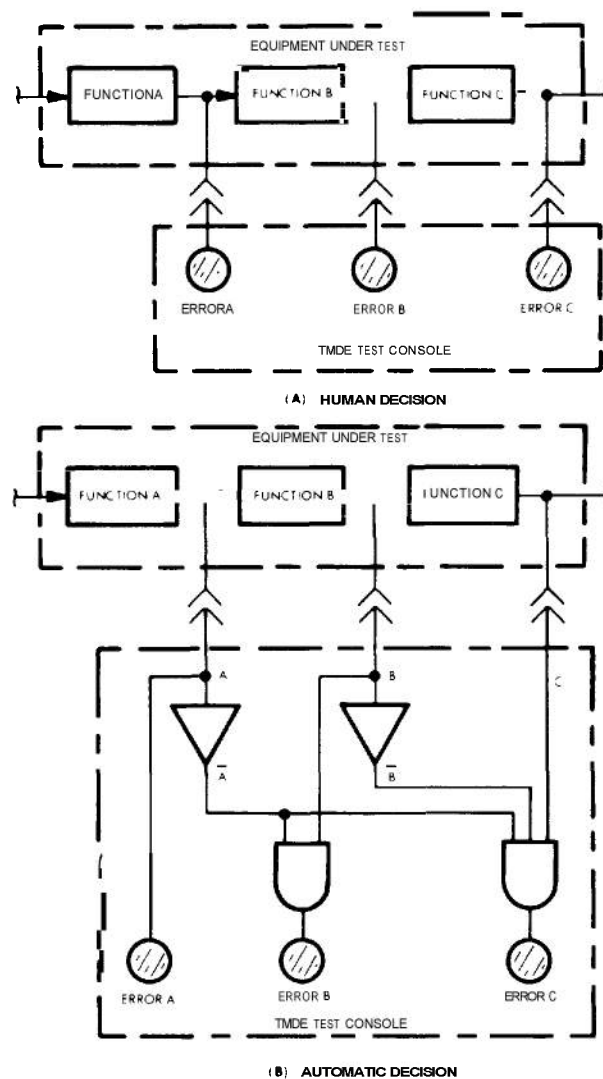 EQUIPMENT UNDER TEST
FUNCTIONA
FUNCTION B
FUNCTION C
ERRORA
ERROR B
ERROR C
TMDE TEST CONSOLE
(A) HUMAN DECISION
EQUIPMENT UNDER TEST
FUNCTION A
FUNCTION B
FUNCTION C
A
B
C
A̅
B̅
ERROR A
ERROR B
ERROR C
TMDE TEST CONSOLE
(B) AUTOMATIC DECISION